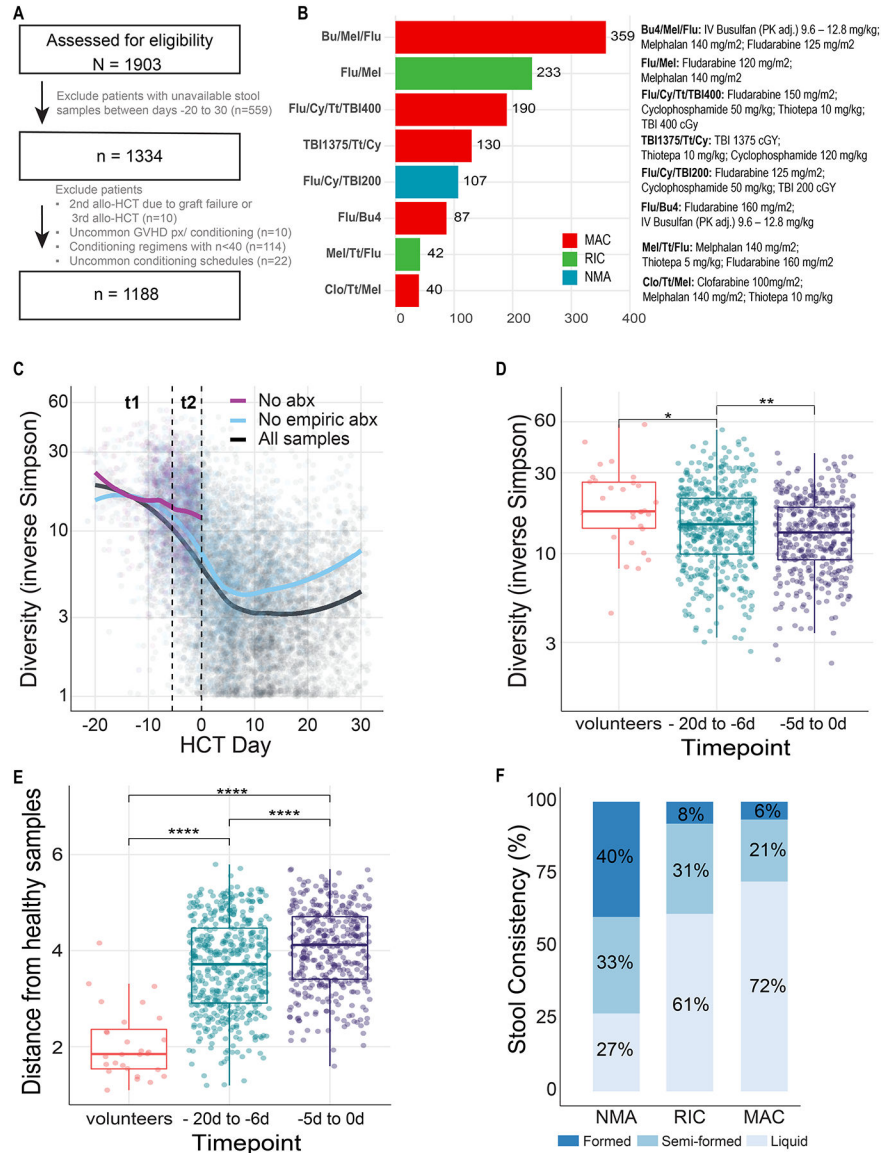 A
Assessed for eligibility
N = 1903
Exclude patients with unavailable stool
samples between days -20 to 30 (n=559)
n = 1334
Exclude patients
• 2nd allo-HCT due to graft failure or
3rd allo-HCT (n=10)
• Uncommon GVHD px/ conditioning (n=10)
• Conditioning regimens with n<40 (n=114)
• Uncommon conditioning schedules (n=22)
n = 1188
B
Bu/Mel/Flu
359
Flu/Mel
233
Flu/Cy/Tt/TBI400
190
TBI1375/Tt/Cy
130
Flu/Cy/TBI200
107
Flu/Bu4
87
Mel/Tt/Flu
42
Clo/Tt/Mel
40
MAC
RIC
NMA
0 100 200 300 400
Bu4/Mel/Flu: IV Busulfan (PK adj.) 9.6 – 12.8 mg/kg;
Melphalan 140 mg/m2; Fludarabine 125 mg/m2
Flu/Mel: Fludarabine 120 mg/m2;
Melphalan 140 mg/m2
Flu/Cy/Tt/TBI400: Fludarabine 150 mg/m2;
Cyclophosphamide 50 mg/kg; Thiotepa 10 mg/kg;
TBI 400 cGy
TBI1375/Tt/Cy: TBI 1375 cGY;
Thiotepa 10 mg/kg; Cyclophosphamide 120 mg/kg
Flu/Cy/TBI200: Fludarabine 125 mg/m2;
Cyclophosphamide 50 mg/kg; TBI 200 cGY
Flu/Bu4: Fludarabine 160 mg/m2;
IV Busulfan (PK adj.) 9.6 – 12.8 mg/kg
Mel/Tt/Flu: Melphalan 140 mg/m2;
Thiotepa 5 mg/kg; Fludarabine 160 mg/m2
Clo/Tt/Mel: Clofarabine 100mg/m2;
Melphalan 140 mg/m2; Thiotepa 10 mg/kg
C
Diversity (inverse Simpson)
60
30
10
3
1
t1 t2
No abx
No empiric abx
All samples
-20 -10 0 10 20 30
HCT Day
D
Diversity (inverse Simpson)
60
30
10
3
*
**
volunteers - 20d to -6d -5d to 0d
Timepoint
E
Distance from healthy samples
6
4
2
****
****
****
volunteers - 20d to -6d -5d to 0d
Timepoint
F
Stool Consistency (%)
100
75
50
25
0
40%
33%
27%
8%
31%
61%
6%
21%
72%
NMA RIC MAC
Formed Semi-formed Liquid